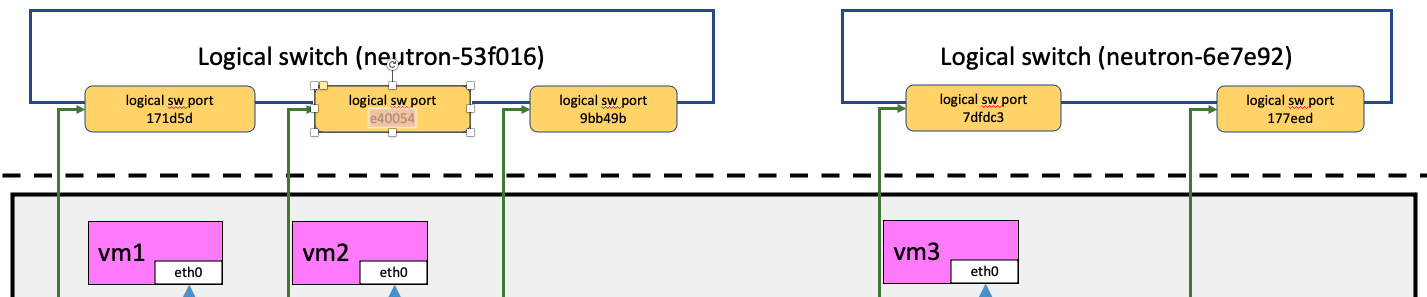 Logical switch (neutron-53f016)
Logical switch (neutron-6e7e92)
logical sw port
171d5d
logical sw port
e40054
logical sw port
9bb49b
logical sw port
7dfdc3
logical sw port
177eed
vm1
eth0
vm2
eth0
vm3
eth0